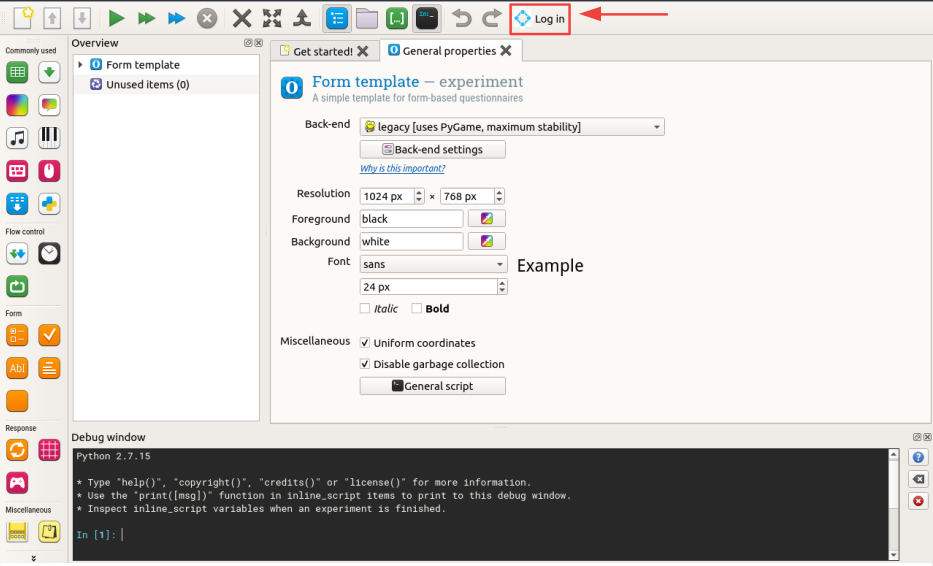 Log in
Commonly used
Flow control
Form
AbI
Response
Miscellaneous
Overview
Form template
Unused items (0)
Get started!
General properties
Form template — experiment
A simple template for form-based questionnaires
Back-end
legacy [uses PyGame, maximum stability]
Back-end settings
Why is this important?
Resolution
1024 px × 768 px
Foreground
black
Background
white
Font
sans
Example
24 px
Italic
Bold
Miscellaneous
Uniform coordinates
Disable garbage collection
General script
Debug window
Python 2.7.15
* Type "help()", "copyright()", "credits()" or "license()" for more information.
* Use the "print([msg])" function in inline_script items to print to this debug window.
* Inspect inline_script variables when an experiment is finished.
In [1]: